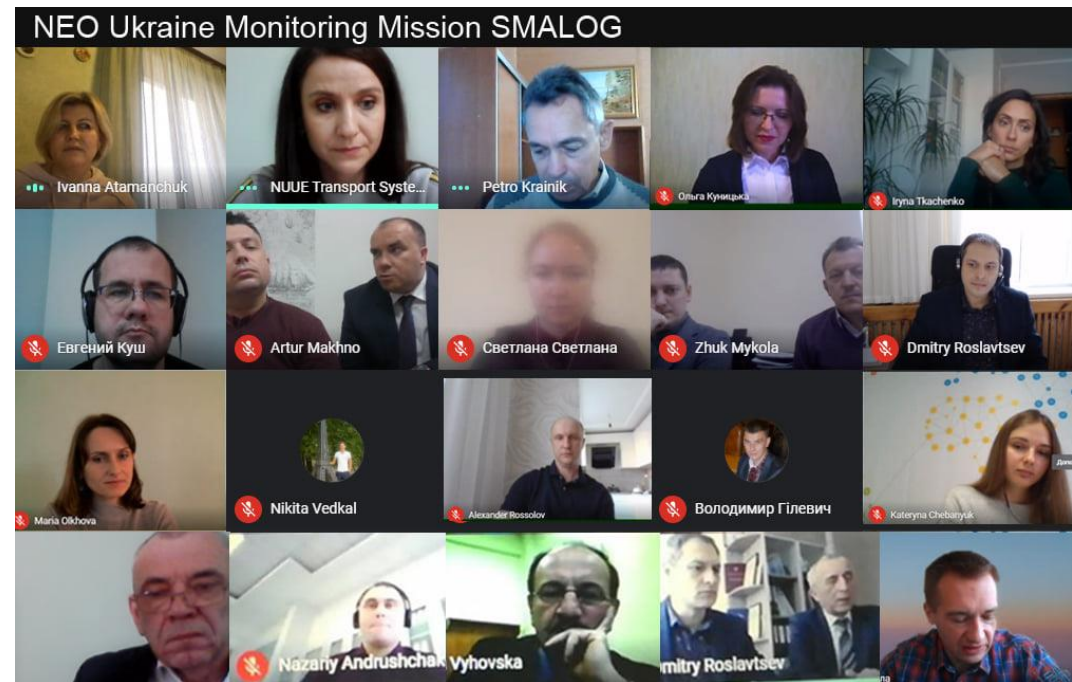 NEO Ukraine Monitoring Mission SMALOG
Ivanna Atamanchuk
NUUE Transport Syste...
Petro Krainik
Ольга Куницька
Iryna Tkachenko
Евгений Куш
Artur Makhno
Светлана Светлана
Zhuk Mykola
Dmitry Roslavtsev
Maria Olkhova
Nikita Vedkal
Alexander Rossolov
Володимир Гілевич
Kateryna Chebanyuk
Nazariy Andrushchak
Vyhovska
mitry Roslavtsev